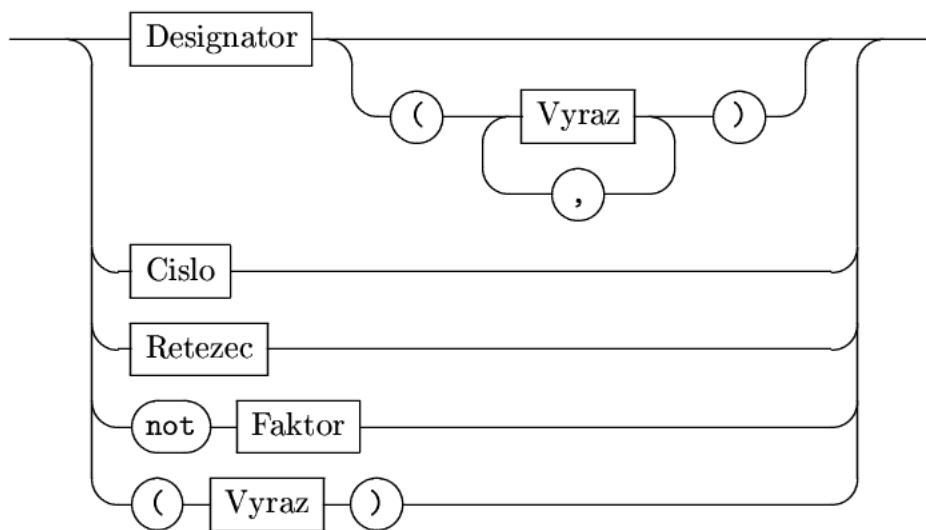 Designator
( Vyraz )
,
Cislo
Retezec
not Faktor
( Vyraz )